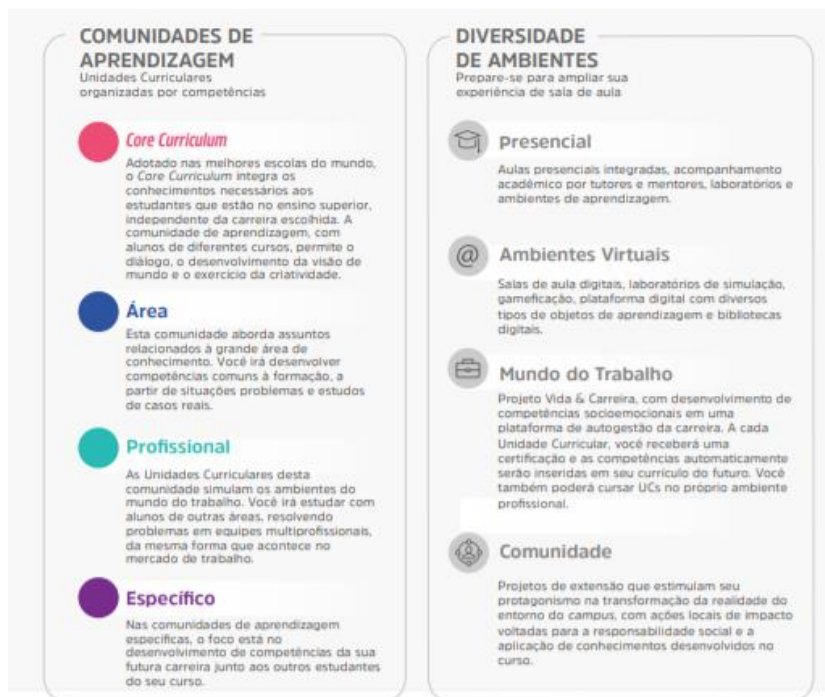 COMUNIDADES DE
APRENDIZAGEM
Unidades Curriculares
organizadas por competências
Core Curriculum
Adotado nas melhores escolas do mundo,
o Core Curriculum integra os
conhecimentos necessários aos
estudantes que estão no ensino superior,
independente da carreira escolhida. A
comunidade de aprendizagem, com
alunos de diferentes cursos, permite o
diálogo, o desenvolvimento da visão de
mundo e o exercício da criatividade.
Área
Esta comunidade aborda assuntos
relacionados à grande área de
conhecimento. Você irá desenvolver
competências comuns à formação, a
partir de situações problemas e estudos
de casos reais.
Profissional
As Unidades Curriculares desta
comunidade simulam os ambientes do
mundo do trabalho. Você irá estudar com
alunos de outras áreas, resolvendo
problemas em equipes multiprofissionais,
da mesma forma que acontece no
mercado de trabalho.
Específico
Nas comunidades de aprendizagem
específicas, o foco está no
desenvolvimento de competências da sua
futura carreira junto aos outros estudantes
do seu curso.
DIVERSIDADE
DE AMBIENTES
Prepare-se para ampliar sua
experiência de sala de aula
Presencial
Aulas presenciais integradas, acompanhamento
acadêmico por tutores e mentores, laboratórios e
ambientes de aprendizagem.
@ Ambientes Virtuais
Salas de aula digitais, laboratórios de simulação,
gameficação, plataforma digital com diversos
tipos de objetos de aprendizagem e bibliotecas
digitais.
Mundo do Trabalho
Projeto Vida & Carreira, com desenvolvimento de
competências socioemocionais em uma
plataforma de autogestão da carreira. A cada
Unidade Curricular, você receberá uma
certificação e as competências automaticamente
serão inseridas em seu currículo do futuro. Você
também poderá cursar UCs no próprio ambiente
profissional.
Comunidade
Projetos de extensão que estimulam seu
protagonismo na transformação da realidade do
entorno do campus, com ações locais de impacto
voltadas para a responsabilidade social e a
aplicação de conhecimentos desenvolvidos no
curso.